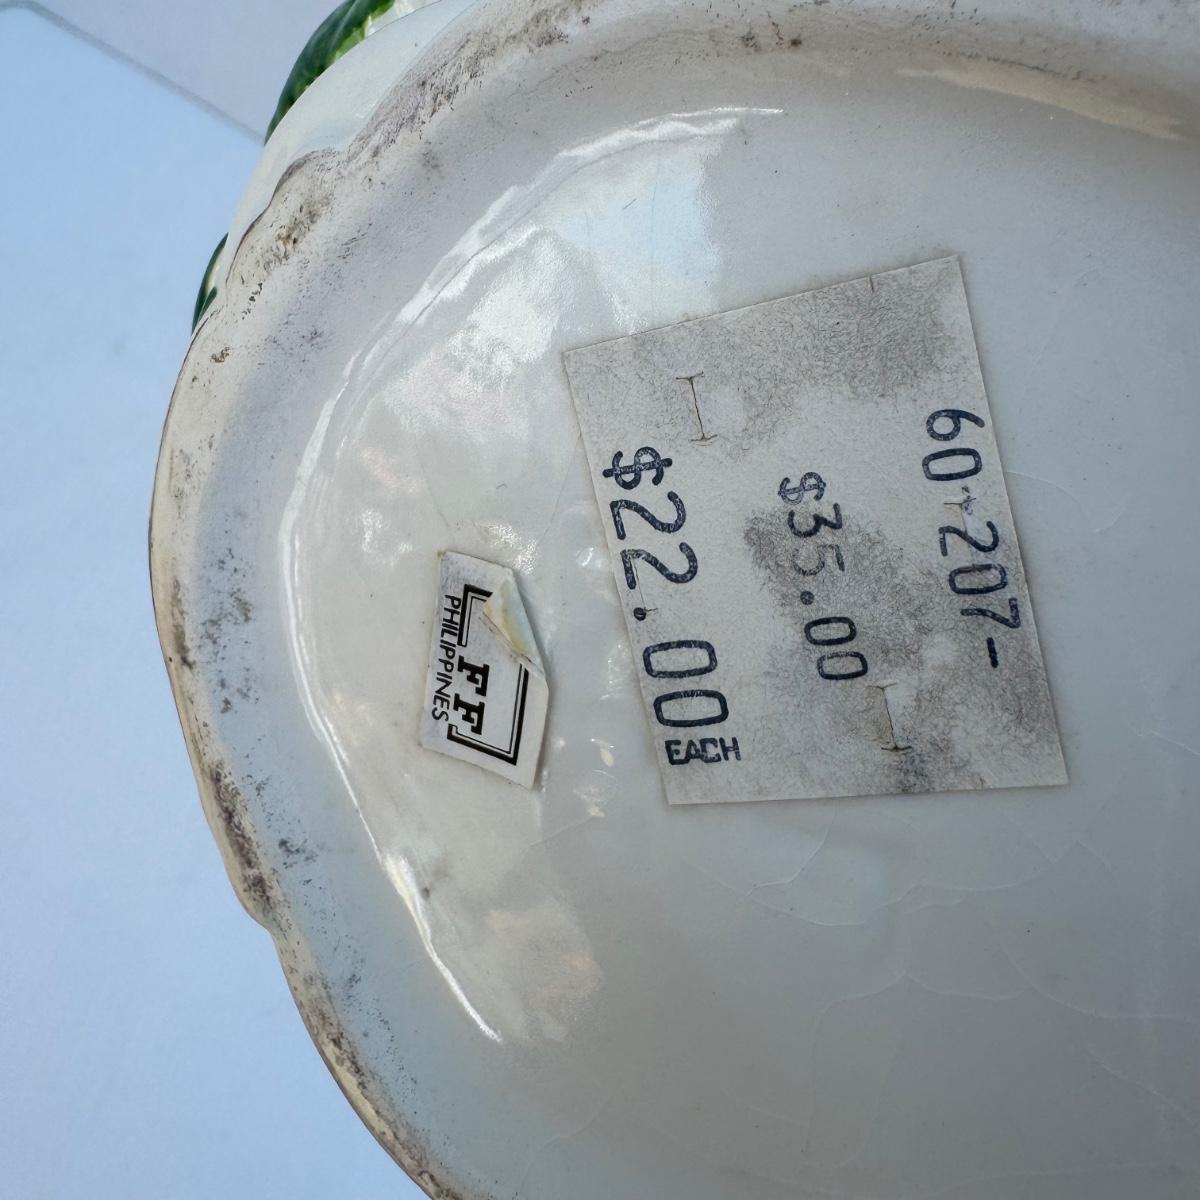 60-207-
$35.00
$22.00
EACH
FF
PHILIPPINES